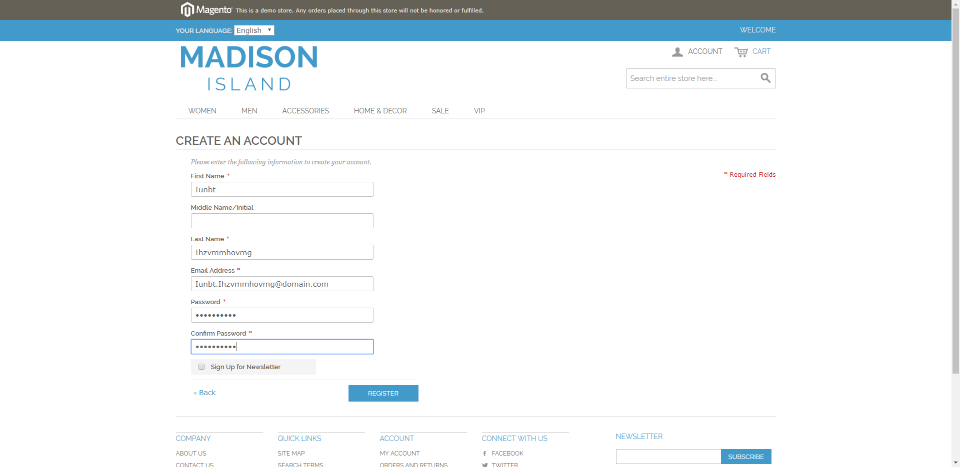 Magento This is a demo store. Any orders placed through this store will not be honored or fulfilled.
YOUR LANGUAGE: English WELCOME
MADISON
ISLAND
ACCOUNT CART
Search entire store here...
WOMEN MEN ACCESSORIES HOME & DECOR SALE VIP
CREATE AN ACCOUNT
Please enter the following information to create your account.
* Required Fields
First Name *
Iunbt
Middle Name/Initial
Last Name *
Ihzvmmhovmg
Email Address *
Iunbt.Ihzvmmhovmg@domain.com
Password *
Confirm Password *
Sign Up for Newsletter
« Back REGISTER
COMPANY QUICK LINKS ACCOUNT CONNECT WITH US NEWSLETTER
ABOUT US SITE MAP MY ACCOUNT FACEBOOK
SUBSCRIBE
CONTACT US SEARCH TERMS ORDERS AND RETURNS TWITTER